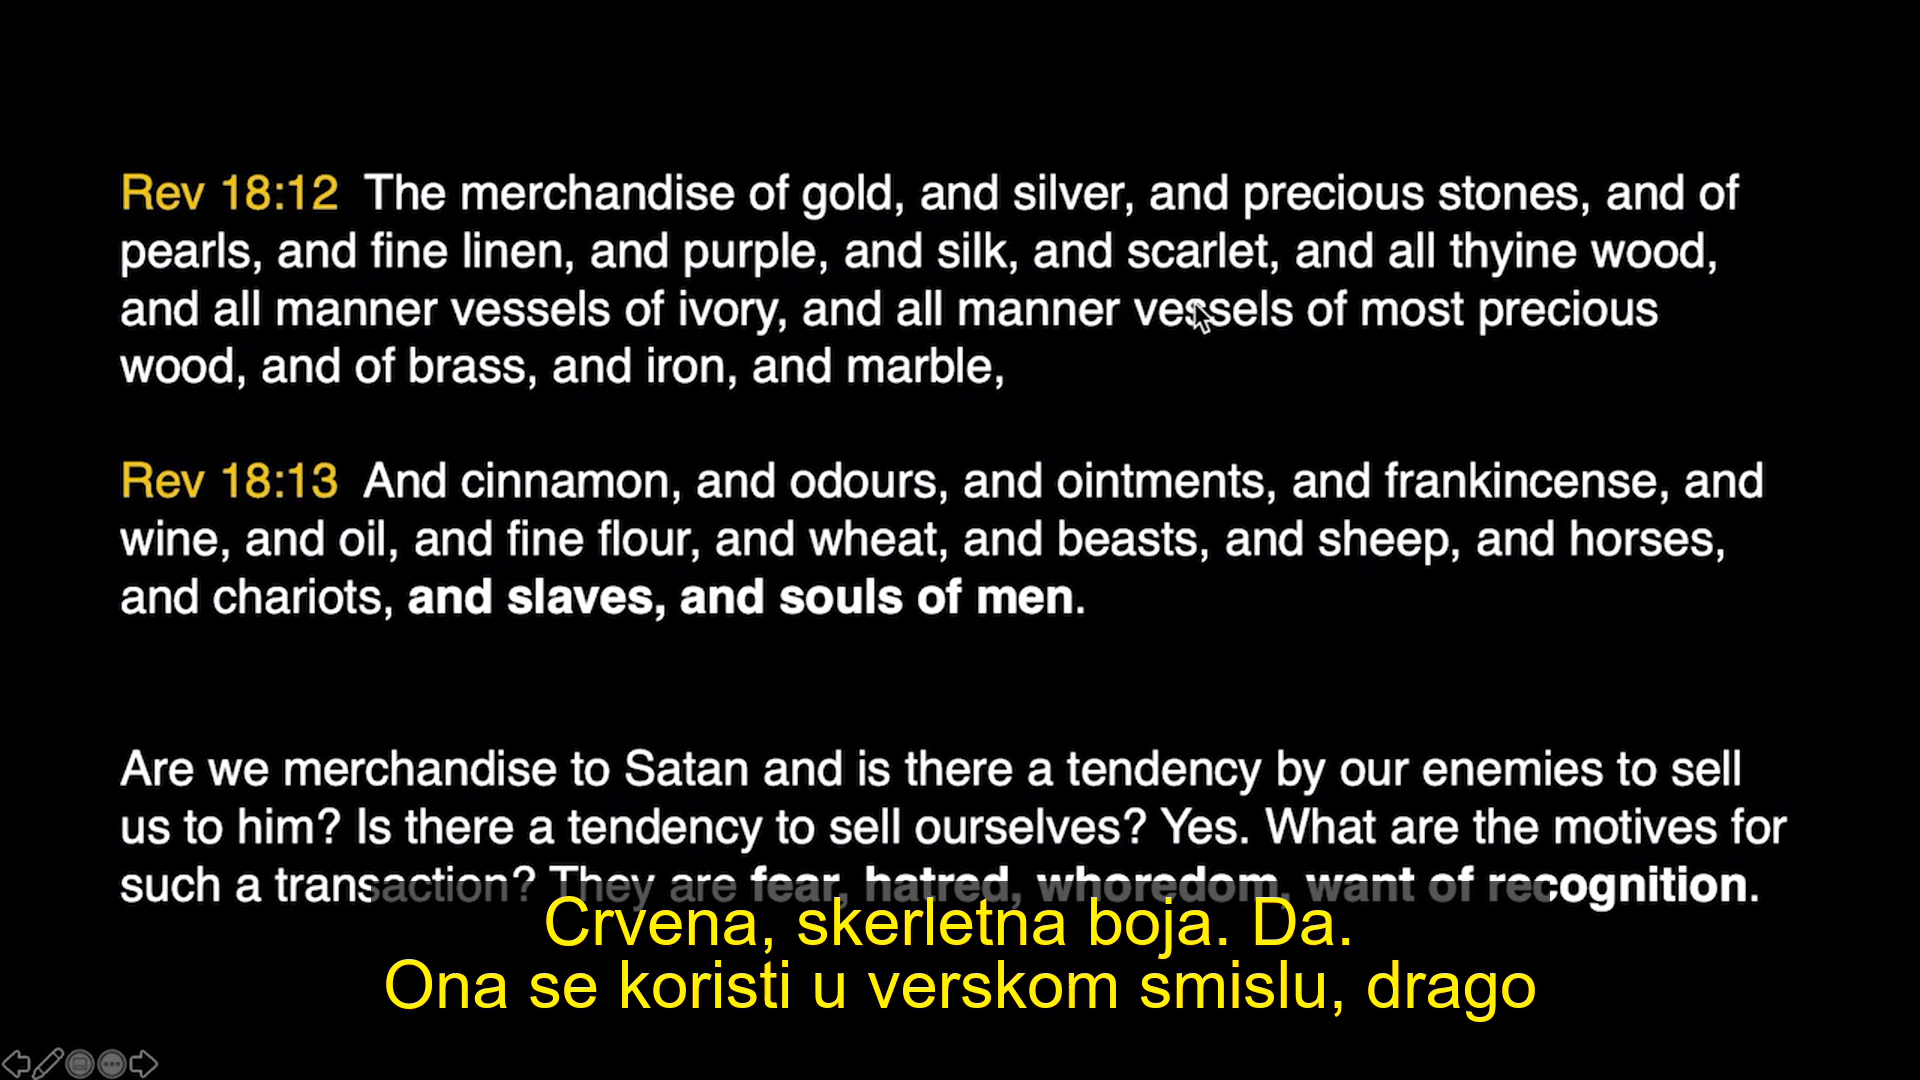 Rev 18:12  The merchandise of gold, and silver, and precious stones, and of
pearls, and fine linen, and purple, and silk, and scarlet, and all thyine wood,
and all manner vessels of ivory, and all manner vessels of most precious
wood, and of brass, and iron, and marble,
Rev 18:13  And cinnamon, and odours, and ointments, and frankincense, and
wine, and oil, and fine flour, and wheat, and beasts, and sheep, and horses,
and chariots, and slaves, and souls of men.
Are we merchandise to Satan and is there a tendency by our enemies to sell
us to him? Is there a tendency to sell ourselves? Yes. What are the motives for
such a transaction? They are fear, hatred, whoredom, want of recognition.
Crvena, skerletna boja. Da.
Ona se koristi u verskom smislu, drago